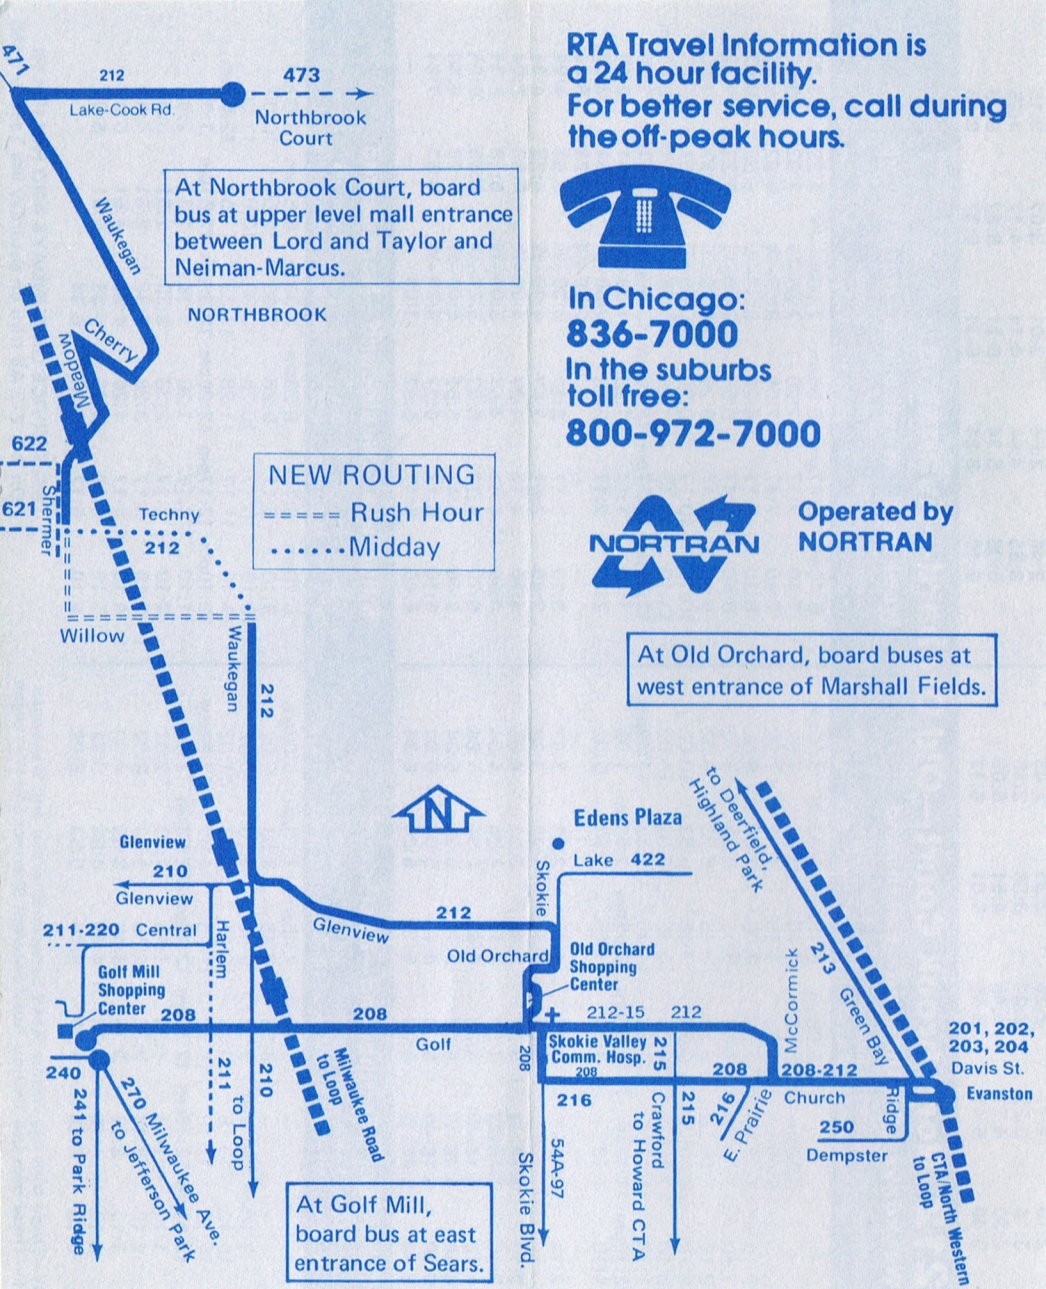 RTA Travel Information is
a 24 hour facility.
For better service, call during
the off-peak hours.
In Chicago:
836-7000
In the suburbs
toll free:
800-972-7000
NORTRAN
Operated by
NORTRAN
471
212
Lake-Cook Rd.
473
Northbrook
Court
At Northbrook Court, board
bus at upper level mall entrance
between Lord and Taylor and
Neiman-Marcus.
Waukegan
NORTHBROOK
Cherry
Meadow
622
621
Shermer
Techny
212
NEW ROUTING
Rush Hour
Midday
Willow
Waukegan
212
At Old Orchard, board buses at
west entrance of Marshall Fields.
N
Edens Plaza
Lake 422
Skokie
to Deerfield,
Highland Park
Glenview
210
Glenview
211-220 Central
Harlem
Glenview
212
Old Orchard
Old Orchard
Shopping
Center
McCormick
213
Green Bay
Golf Mill
Shopping
Center
208
208
Golf
212-15
212
Skokie Valley
Comm. Hosp.
208
208
215
208
208-212
201, 202,
203, 204
Davis St.
Evanston
240
241 to Park Ridge
270 Milwaukee Ave.
to Jefferson Park
211
210
to Loop
Milwaukee Road
to Loop
216
54A-97
Skokie Blvd.
Crawford
to Howard CTA
215
216
E. Prairie
Church
Ridge
250
Dempster
CTA/North Western
to Loop
At Golf Mill,
board bus at east
entrance of Sears.